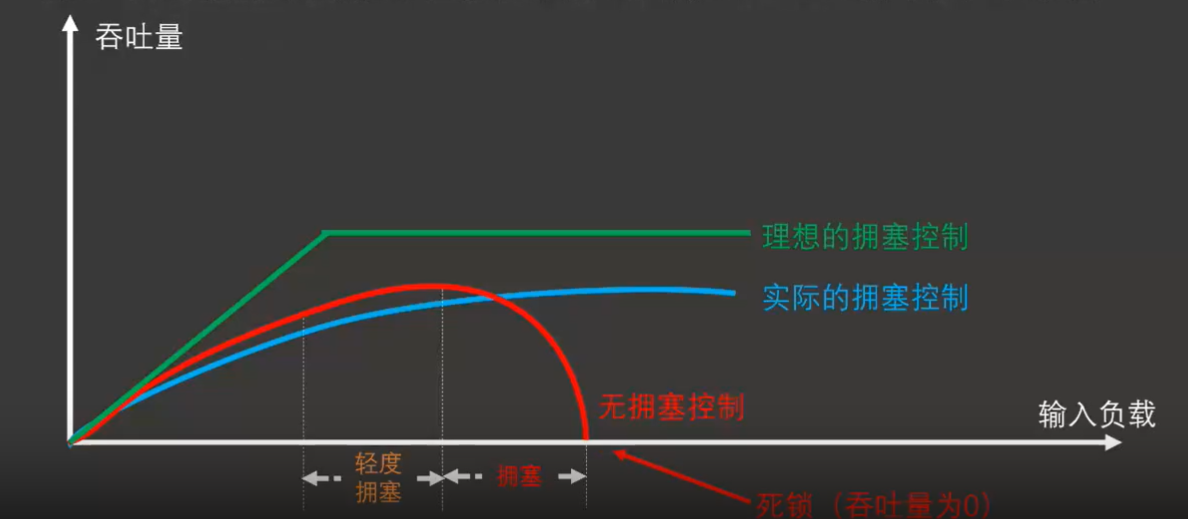 吞吐量
理想的拥塞控制
实际的拥塞控制
无拥塞控制
输入负载
轻度
拥塞
拥塞
死锁（吞吐量为0）